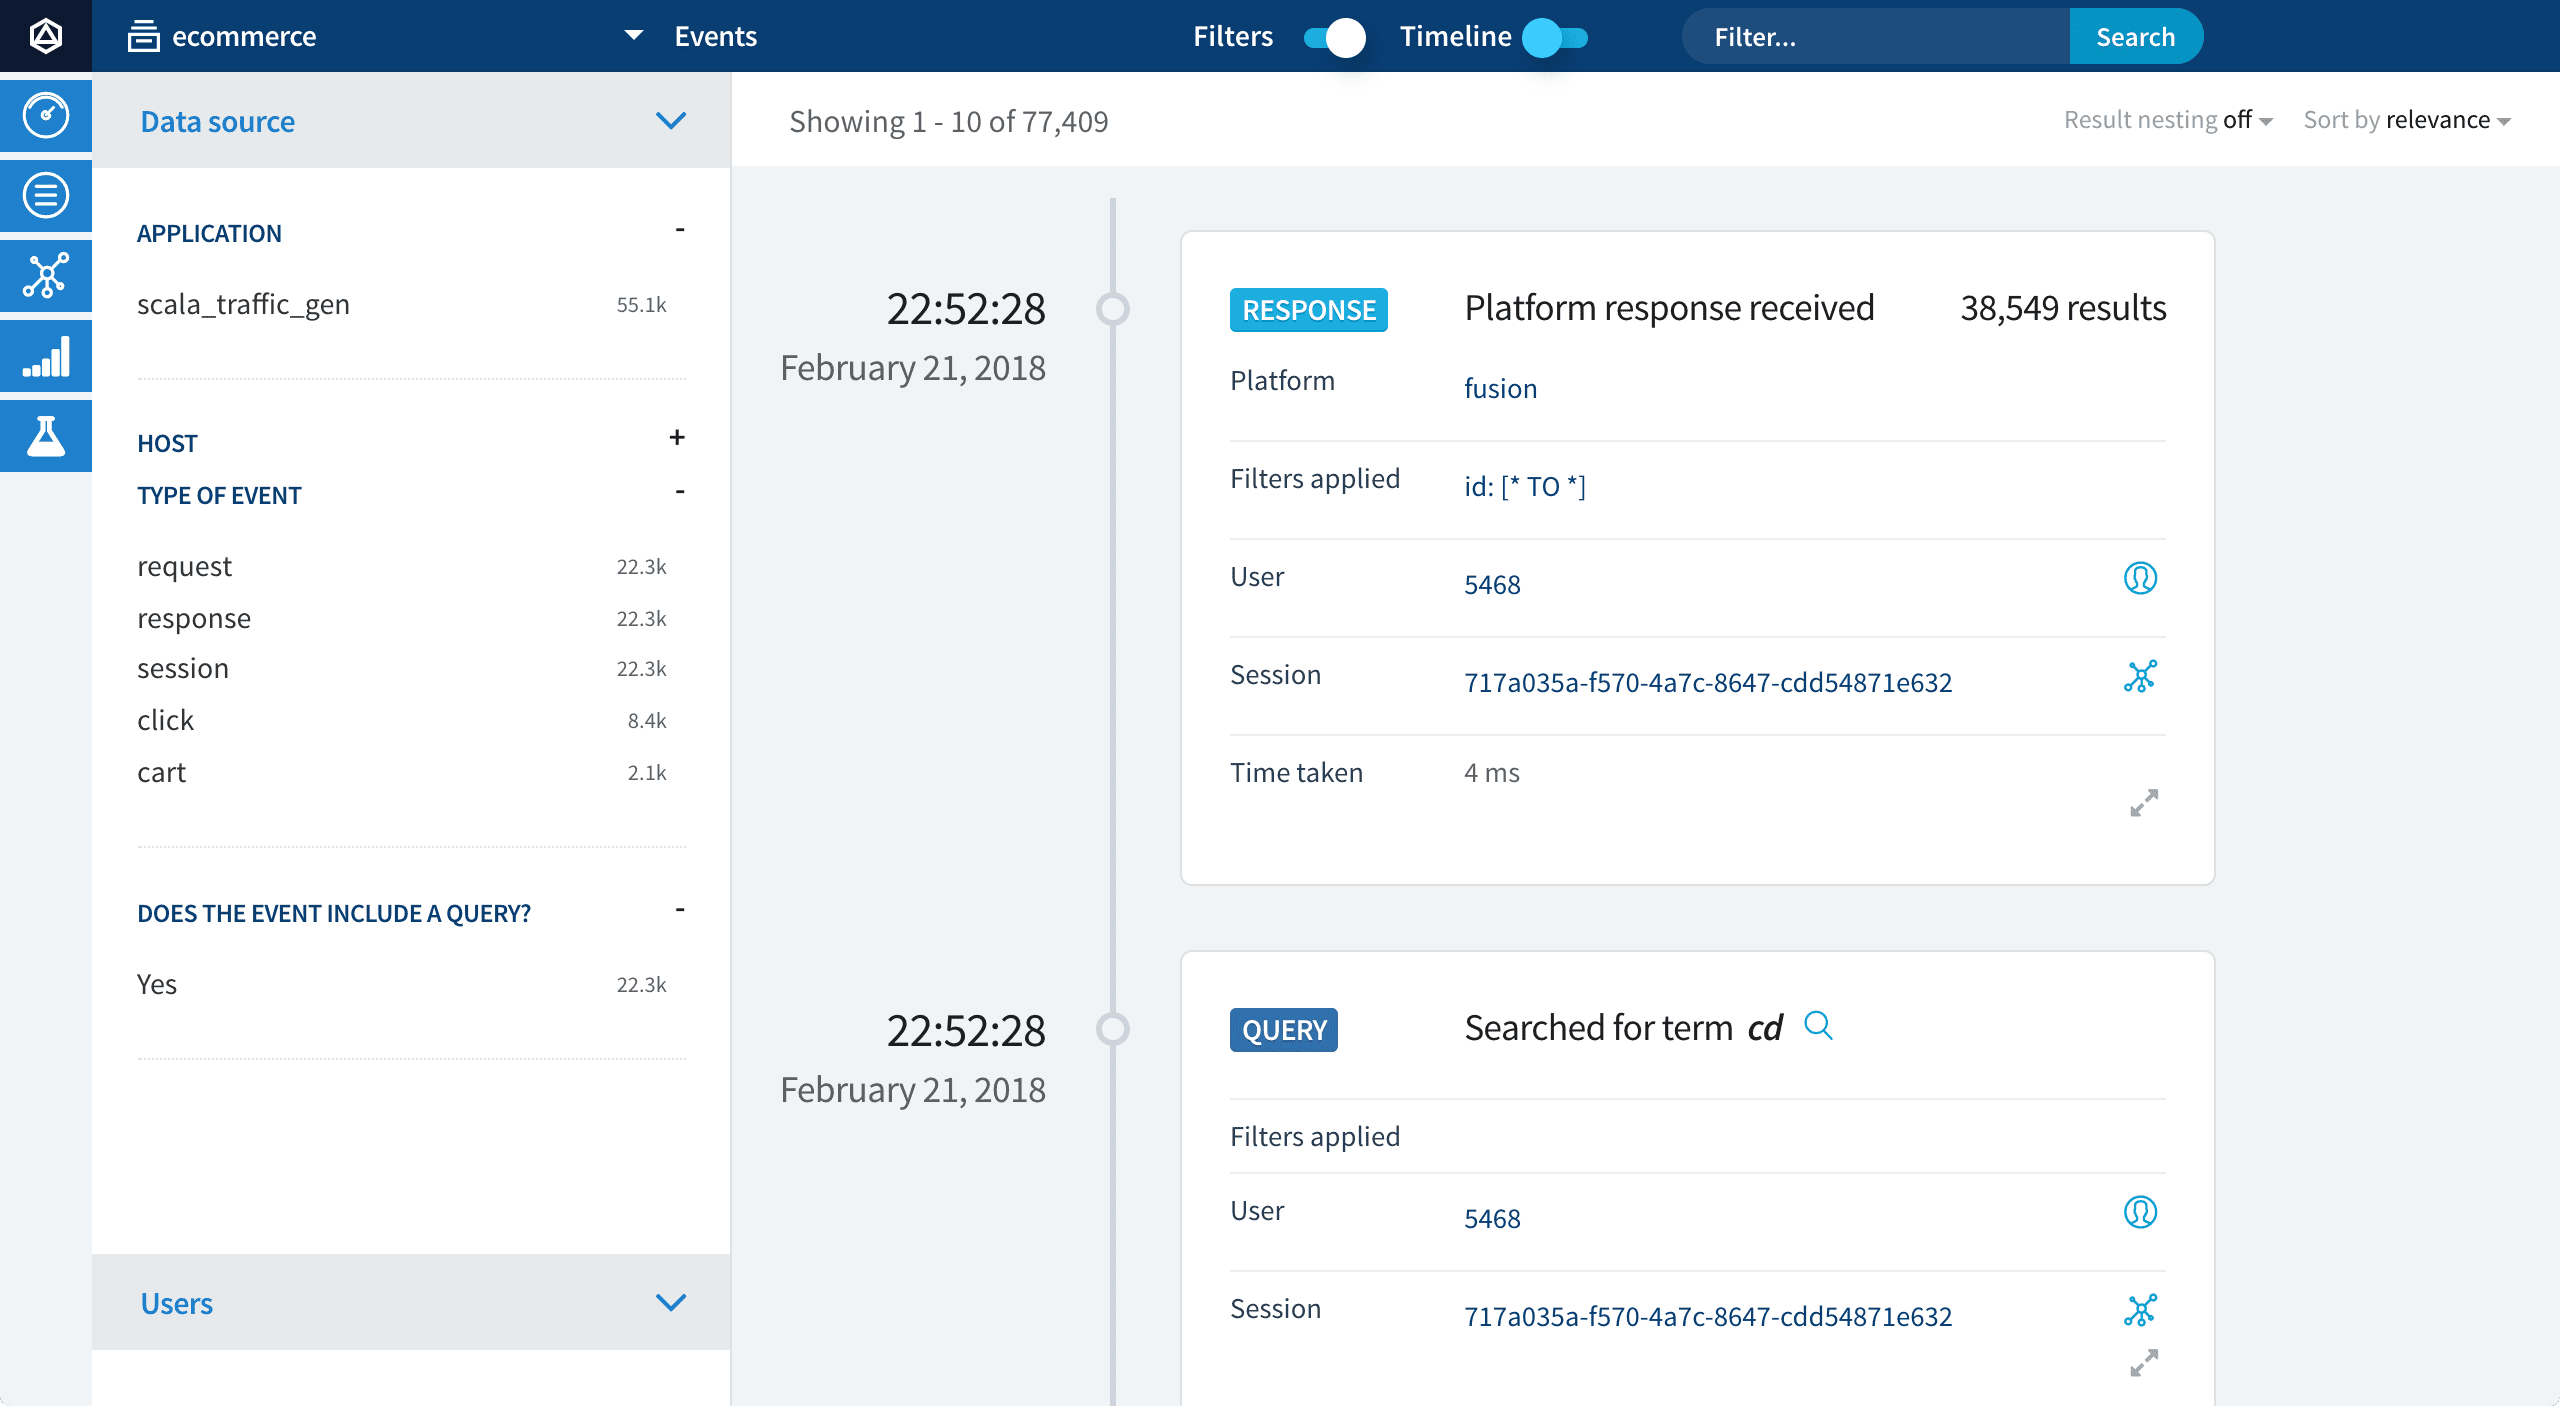 ecommerce
Events
Filters
Timeline
Filter...
Search
Data source
Showing 1 - 10 of 77,409
Result nesting off
Sort by relevance
APPLICATION -
scala_traffic_gen 55.1k
HOST +
TYPE OF EVENT -
request 22.3k
response 22.3k
session 22.3k
click 8.4k
cart 2.1k
DOES THE EVENT INCLUDE A QUERY? -
Yes 22.3k
Users
22:52:28
February 21, 2018
RESPONSE Platform response received 38,549 results
Platform fusion
Filters applied id: [* TO *]
User 5468
Session 717a035a-f570-4a7c-8647-cdd54871e632
Time taken 4 ms
22:52:28
February 21, 2018
QUERY Searched for term cd
Filters applied
User 5468
Session 717a035a-f570-4a7c-8647-cdd54871e632